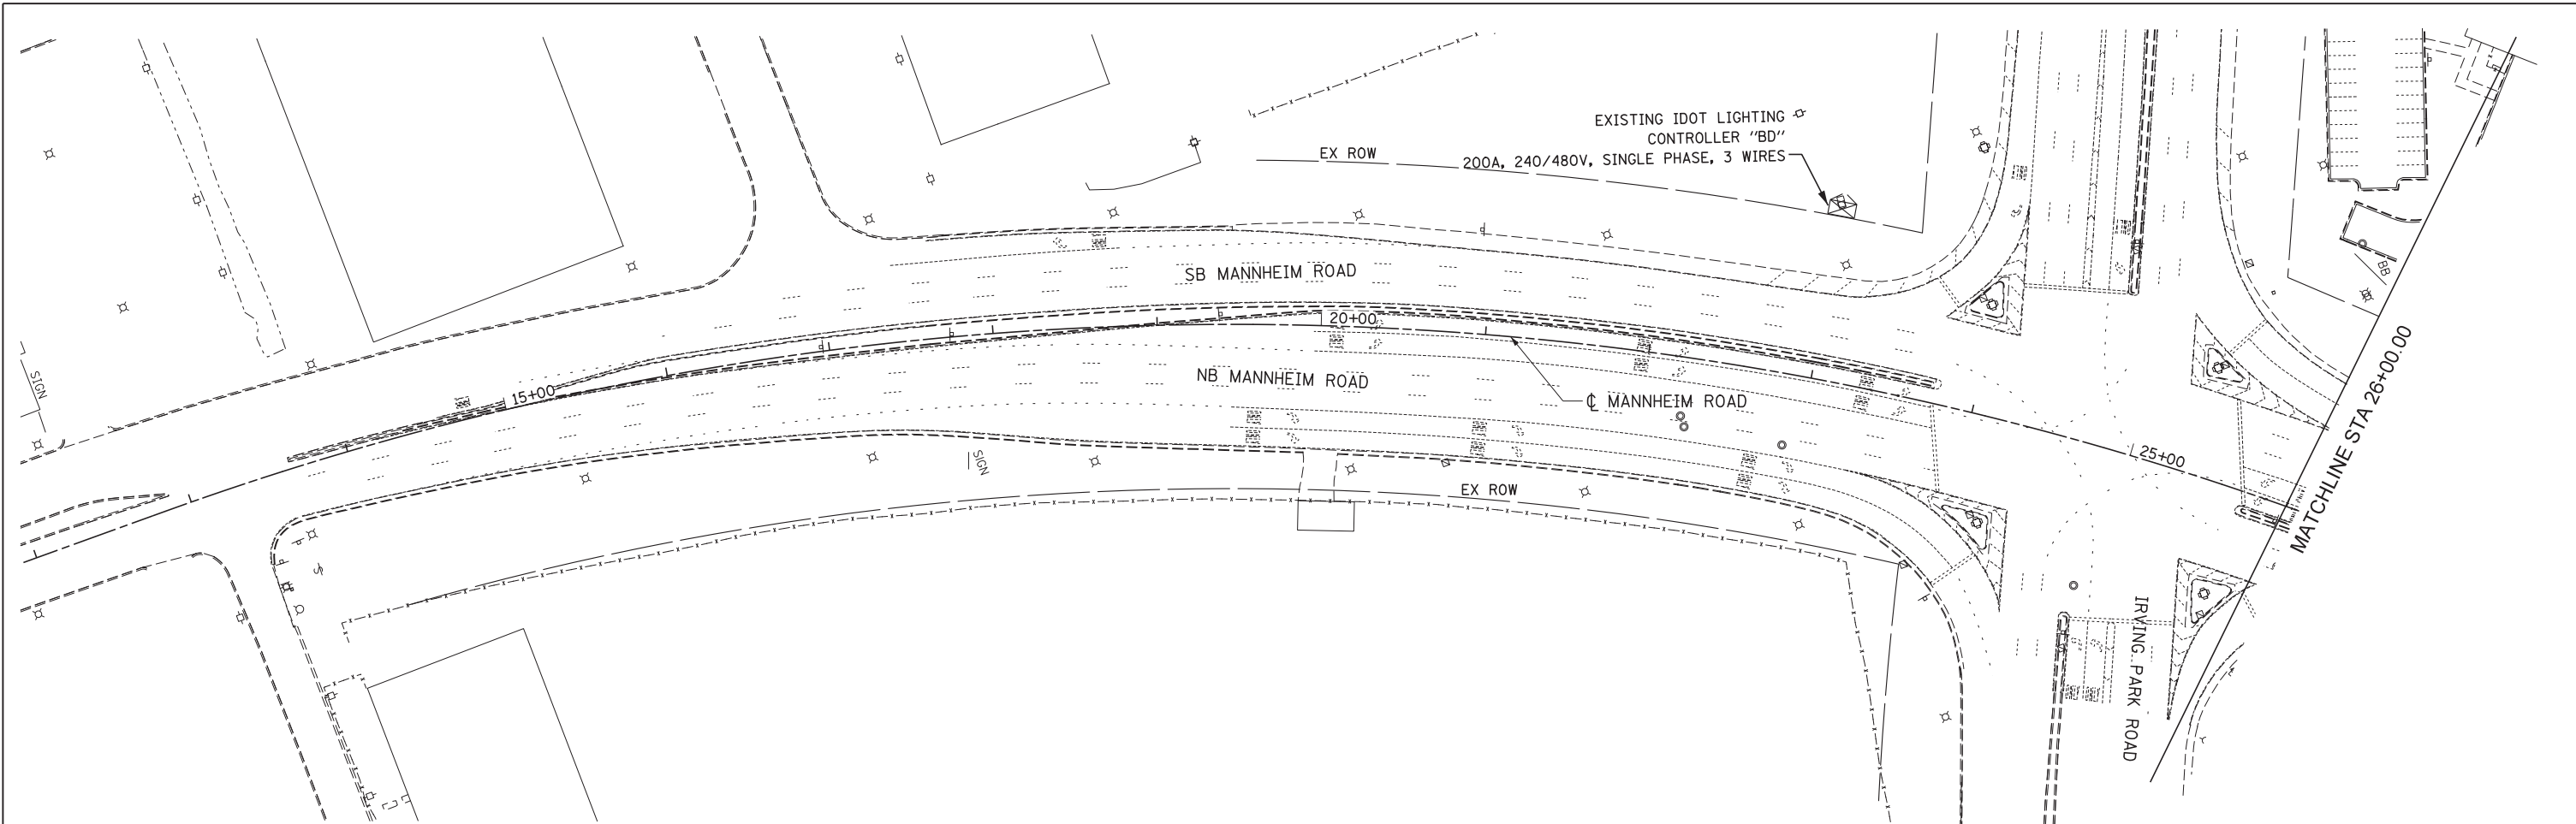 EXISTING IDOT LIGHTING
CONTROLLER "BD"
200A, 240/480V, SINGLE PHASE, 3 WIRES
EX ROW
SB MANNHEIM ROAD
BB
20+00
SIGN
15+00
NB MANNHEIM ROAD
℄ MANNHEIM ROAD
MATCHLINE STA 26+00.00
25+00
SIGN
EX ROW
IRVING PARK ROAD